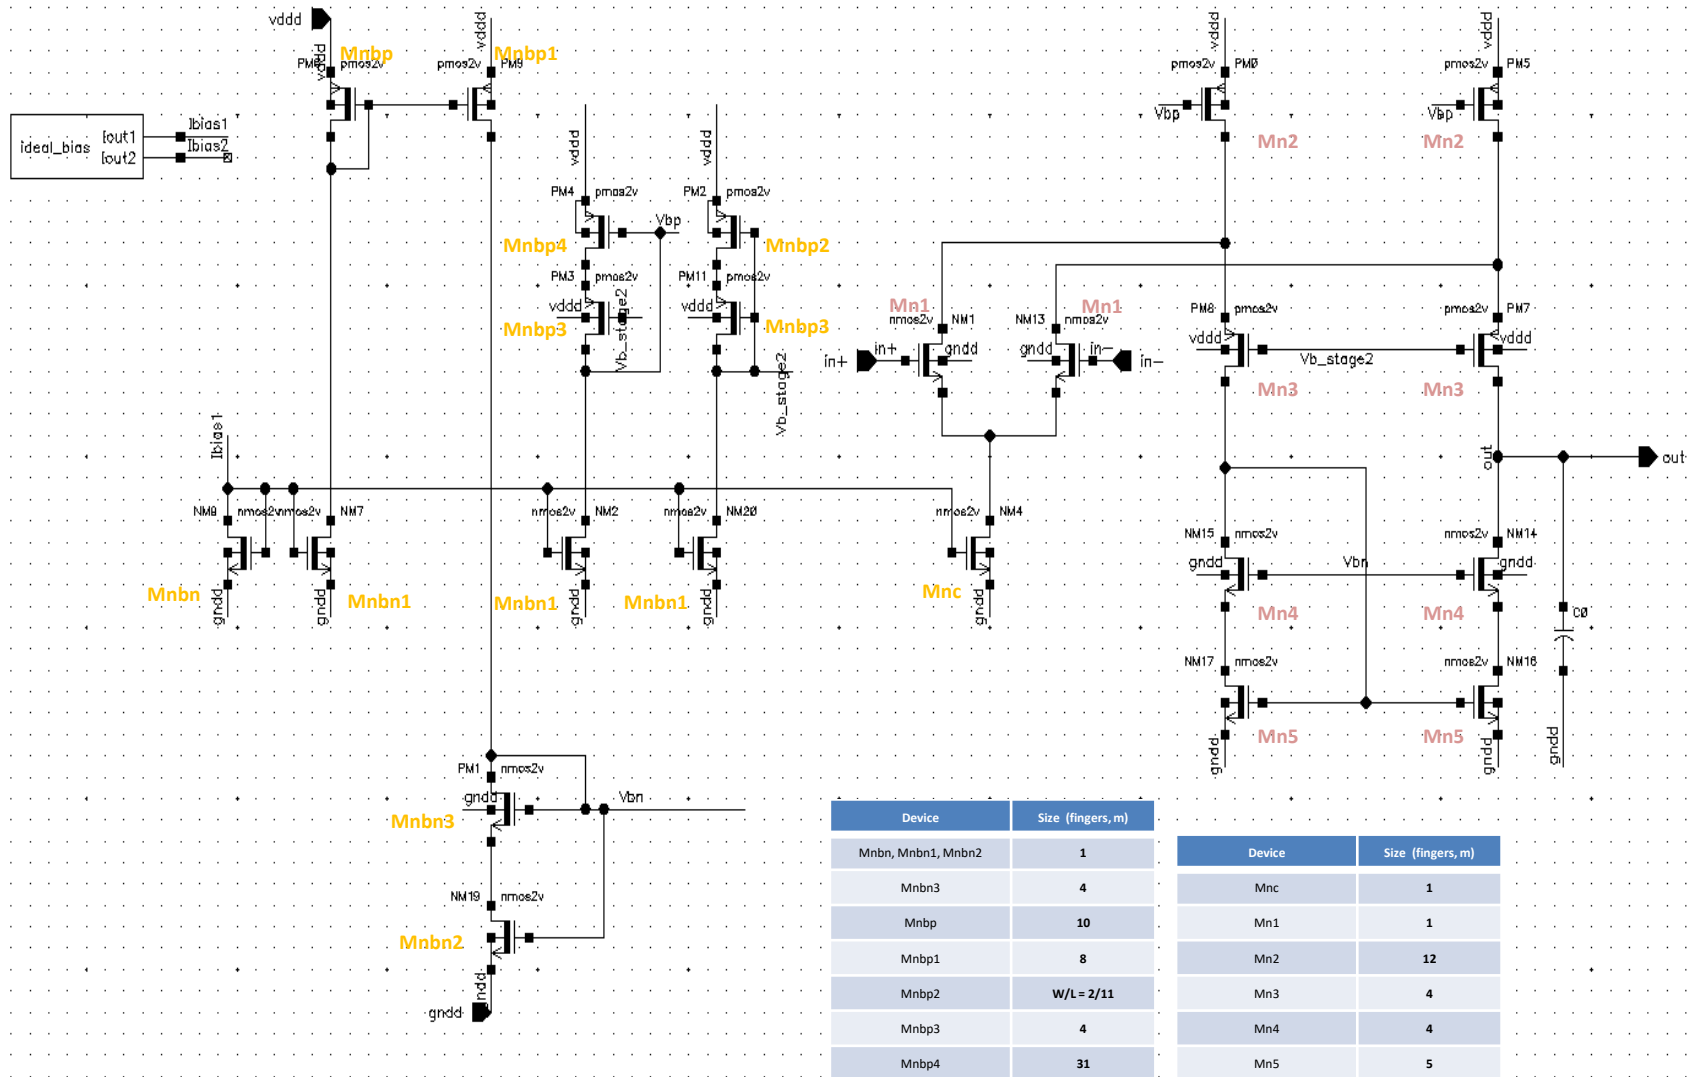 vddd
vddd
Mnbp
PM6 pmos2v
vddd
Mnbp1
pmos2v PM9
vddd
pmos2v PM0
Vbp
Mn2
vddd
pmos2v PM5
Vbp
Mn2
ideal_bias
Iout1 Ibias1
Iout2 Ibias2
vddd
PM4 pmos2v
Vbp
Mnbp4
PM3 pmos2v
vddd
Mnbp3
Vb_stage2
vddd
PM2 pmos2v
Mnbp2
PM11 pmos2v
vddd
Mnbp3
Vb_stage2
Mn1
nmos2v NM1
in+ in+
gndd
Mn1
NM13 nmos2v
gndd
in- in-
PM8 pmos2v
vddd
Mn3
Vb_stage2
pmos2v PM7
vddd
Mn3
out
out
Ibias1
NM8 nmos2v
Mnbn
gndd
nmos2v NM7
Mnbn1
gndd
nmos2v NM2
Mnbn1
gndd
nmos2v NM20
Mnbn1
gndd
nmos2v NM4
Mnc
gndd
NM15 nmos2v
gndd
Mn4
Vbn
nmos2v NM14
gndd
Mn4
C0
gndd
NM17 nmos2v
Mn5
gndd
nmos2v NM16
Mn5
gndd
PM1 nmos2v
gndd
Vbn
Mnbn3
NM19 nmos2v
Mnbn2
gndd
gndd
Device Size (fingers, m)
Mnbn, Mnbn1, Mnbn2 1
Mnbn3 4
Mnbp 10
Mnbp1 8
Mnbp2 W/L = 2/11
Mnbp3 4
Mnbp4 31
Device Size (fingers, m)
Mnc 1
Mn1 1
Mn2 12
Mn3 4
Mn4 4
Mn5 5